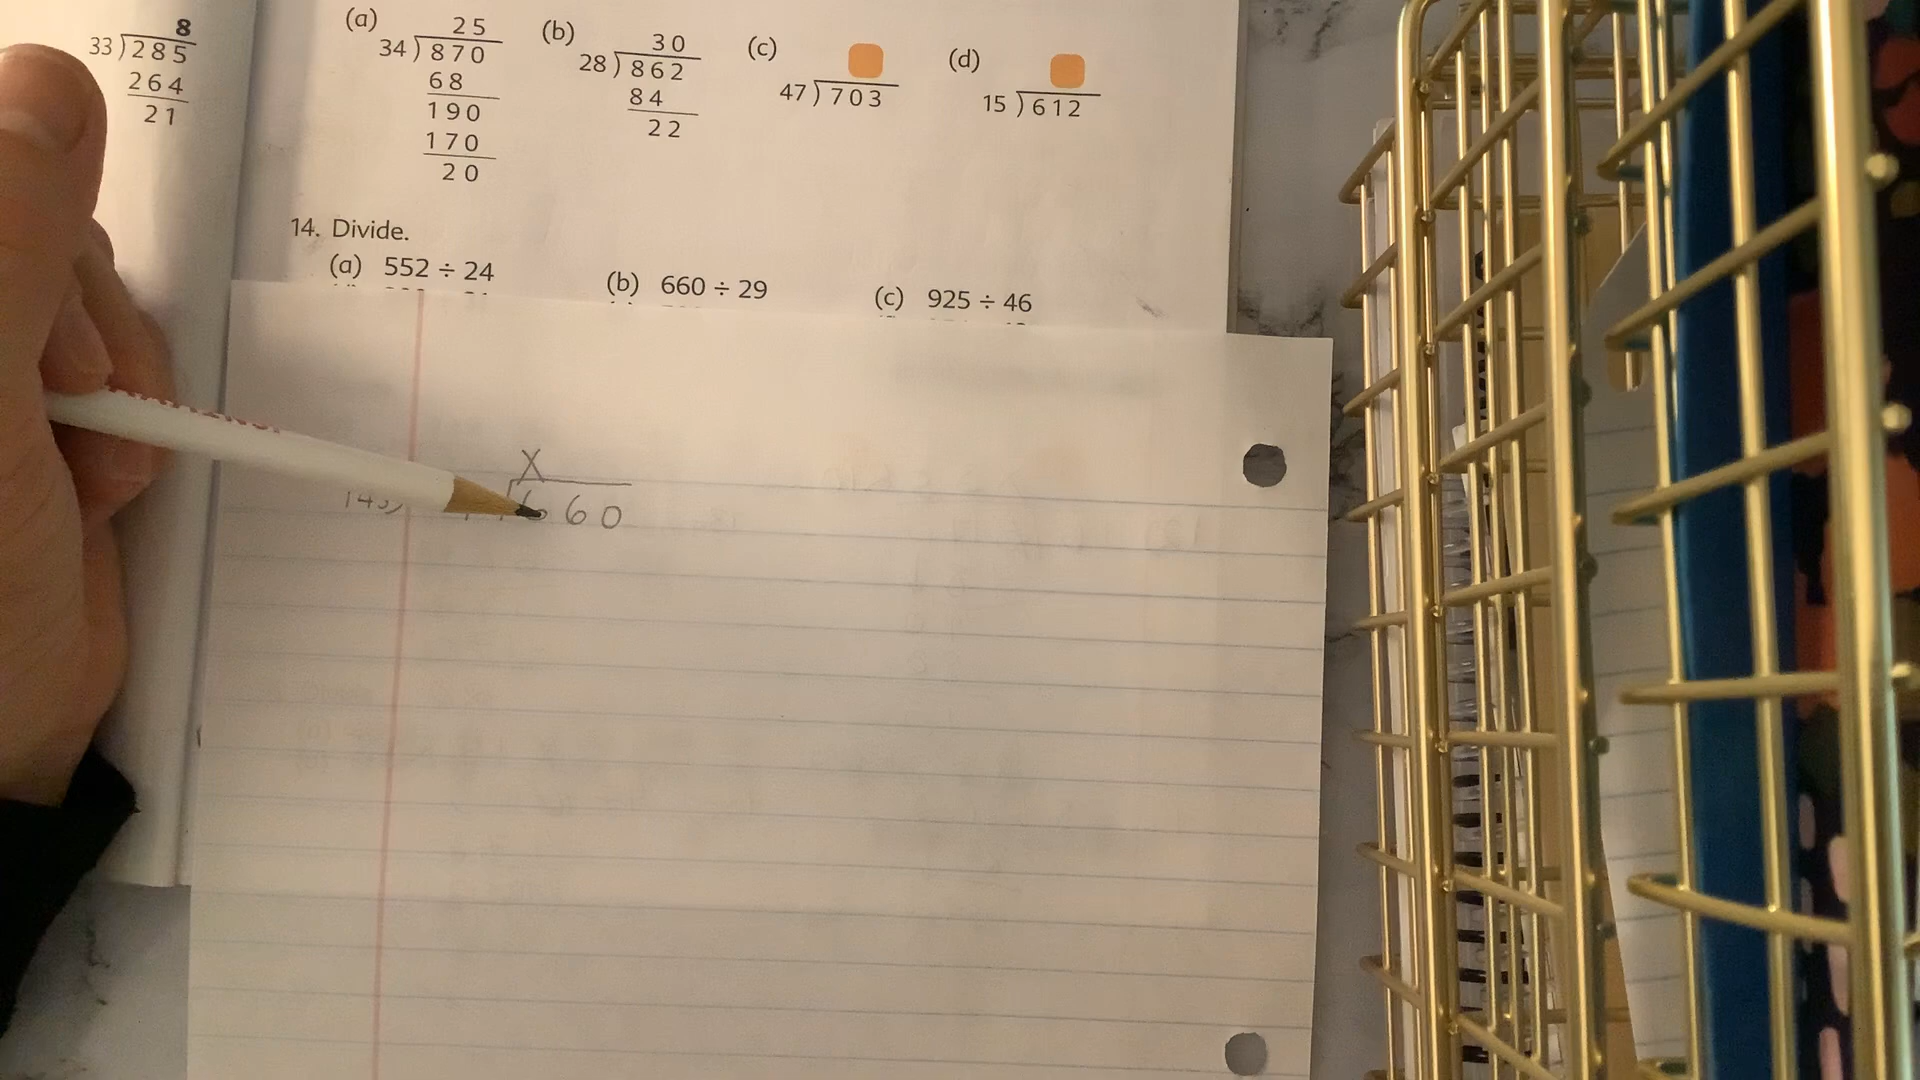 8
33)285
264
21
(a)
25
34)870
68
190
170
20
(b)
30
28)862
84
22
(c)
47)703
(d)
15)612
14. Divide.
(a) 552 ÷ 24
(b) 660 ÷ 29
(c) 925 ÷ 46
X
660